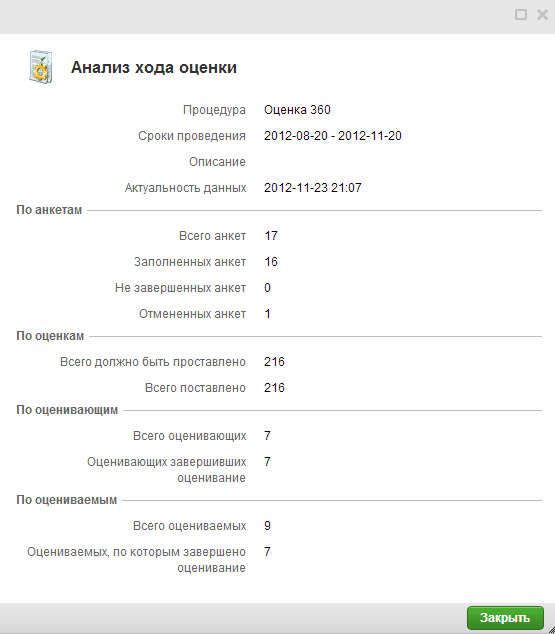 Анализ хода оценки
Процедура Оценка 360
Сроки проведения 2012-08-20 - 2012-11-20
Описание
Актуальность данных 2012-11-23 21:07
По анкетам
Всего анкет 17
Заполненных анкет 16
Не завершенных анкет 0
Отмененных анкет 1
По оценкам
Всего должно быть проставлено 216
Всего поставлено 216
По оценивающим
Всего оценивающих 7
Оценивающих завершивших 7
оценивание
По оцениваемым
Всего оцениваемых 9
Оцениваемых, по которым завершено 7
оценивание
Закрыть